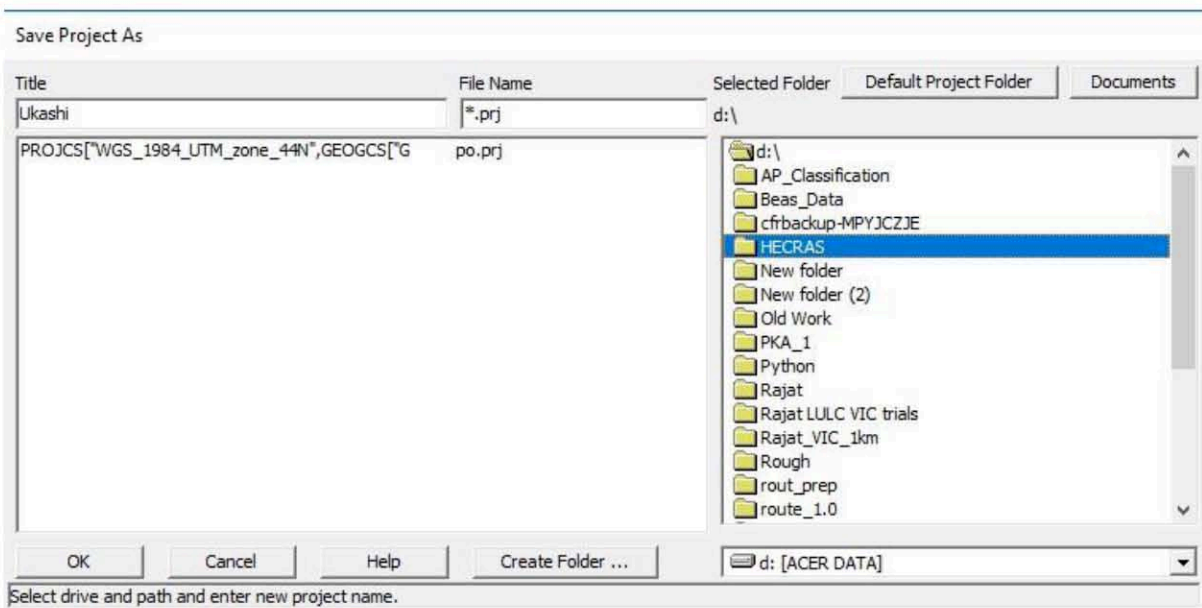 Save Project As
Title File Name Selected Folder Default Project Folder Documents
Ukashi *.prj d:\
PROJCS["WGS_1984_UTM_zone_44N",GEOGCS["G po.prj
d:\
AP_Classification
Beas_Data
cfrbackup-MPYJCZJE
HECRAS
New folder
New folder (2)
Old Work
PKA_1
Python
Rajat
Rajat LULC VIC trials
Rajat_VIC_1km
Rough
rout_prep
route_1.0
OK Cancel Help Create Folder ... d: [ACER DATA]
Select drive and path and enter new project name.